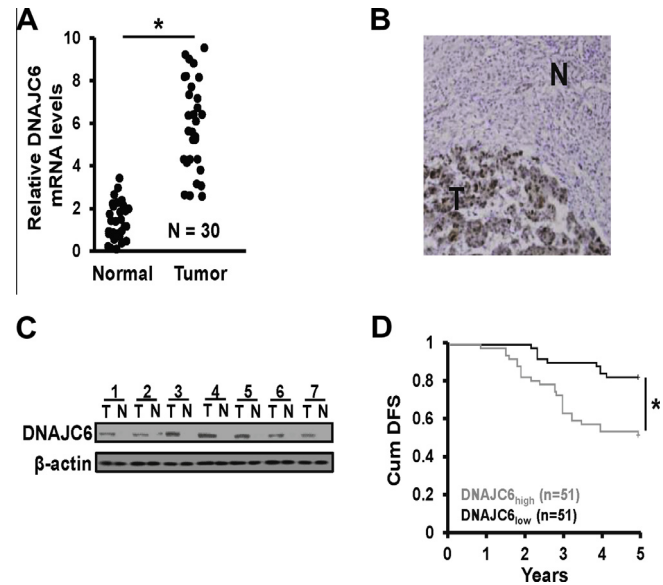 A
*
Relative DNAJC6
mRNA levels
10
8
6
4
2
0
N = 30
Normal Tumor
B
N
T
C
1 2 3 4 5 6 7
T N T N T N T N T N T N T N
DNAJC6
β-actin
D
Cum DFS
1
0.8
0.6
0.4
0.2
0
*
DNAJC6high (n=51)
DNAJC6low (n=51)
0 1 2 3 4 5
Years